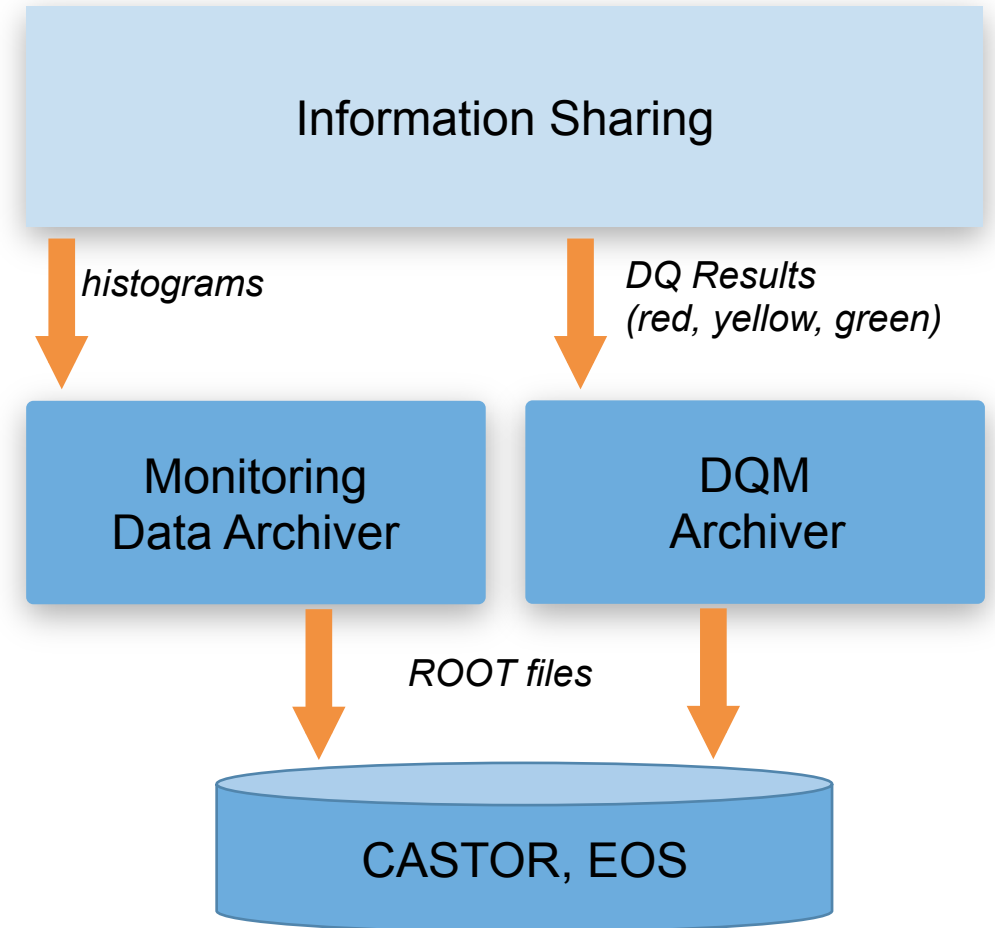 Information Sharing
histograms
DQ Results
(red, yellow, green)
Monitoring
Data Archiver
DQM
Archiver
ROOT files
CASTOR, EOS